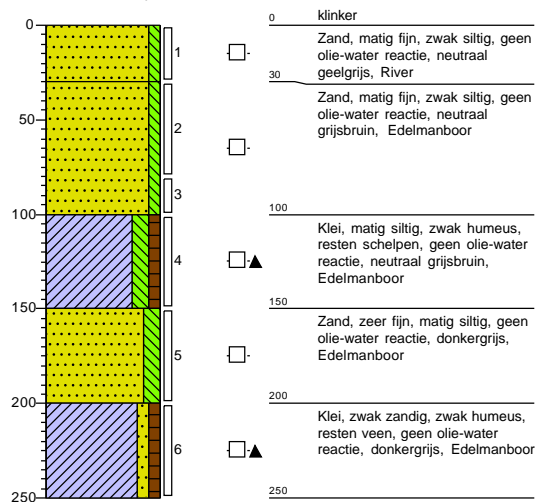 0
50
100
150
200
250
1
2
3
4
5
6
0
klinker
Zand, matig fijn, zwak siltig, geen
olie-water reactie, neutraal
geelgrijs, River
30
Zand, matig fijn, zwak siltig, geen
olie-water reactie, neutraal
grijsbruin, Edelmanboor
100
Klei, matig siltig, zwak humeus,
resten schelpen, geen olie-water
reactie, neutraal grijsbruin,
Edelmanboor
150
Zand, zeer fijn, matig siltig, geen
olie-water reactie, donkergrijs,
Edelmanboor
200
Klei, zwak zandig, zwak humeus,
resten veen, geen olie-water
reactie, donkergrijs, Edelmanboor
250